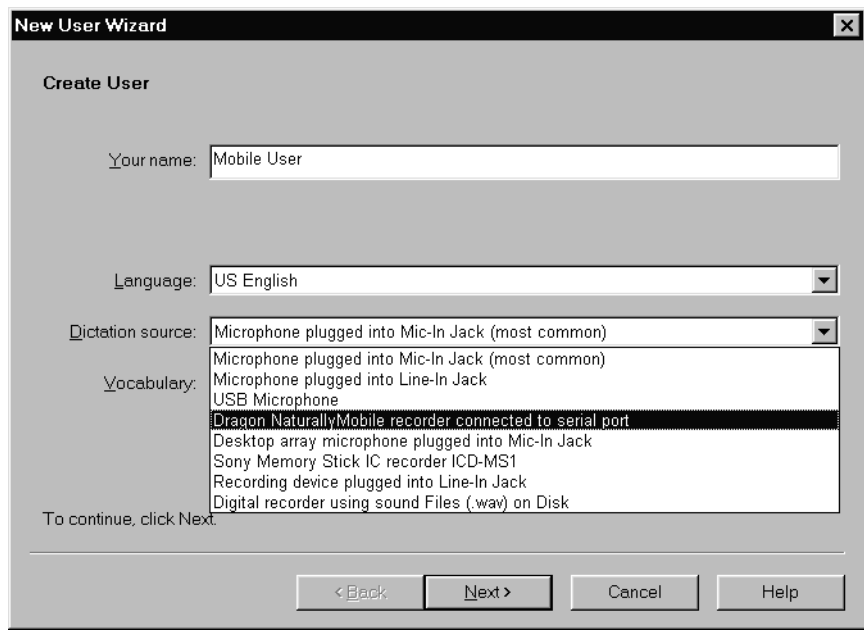 New User Wizard
Create User
Your name: Mobile User
Language: US English
Dictation source: Microphone plugged into Mic-In Jack (most common)
Microphone plugged into Mic-In Jack (most common)
Vocabulary: Microphone plugged into Line-In Jack
USB Microphone
Dragon NaturallyMobile recorder connected to serial port
Desktop array microphone plugged into Mic-In Jack
Sony Memory Stick IC recorder ICD-MS1
Recording device plugged into Line-In Jack
Digital recorder using sound Files (.wav) on Disk
To continue, click Next.
< Back Next > Cancel Help